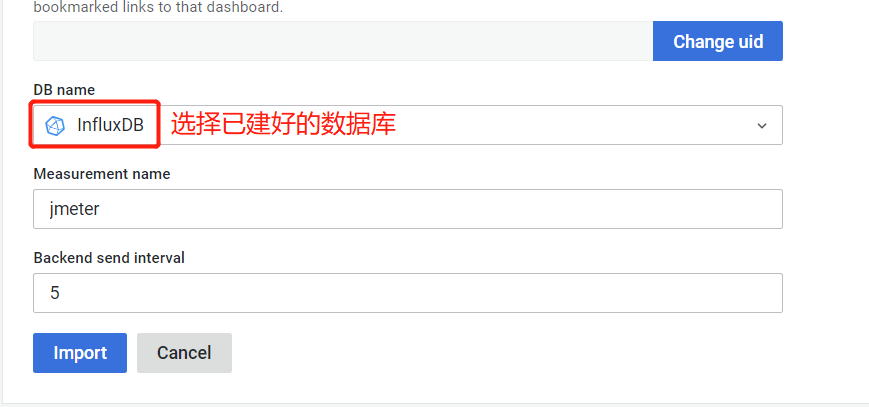 bookmarked links to that dashboard.
Change uid
DB name
InfluxDB 选择已建好的数据库
Measurement name
jmeter
Backend send interval
5
Import Cancel